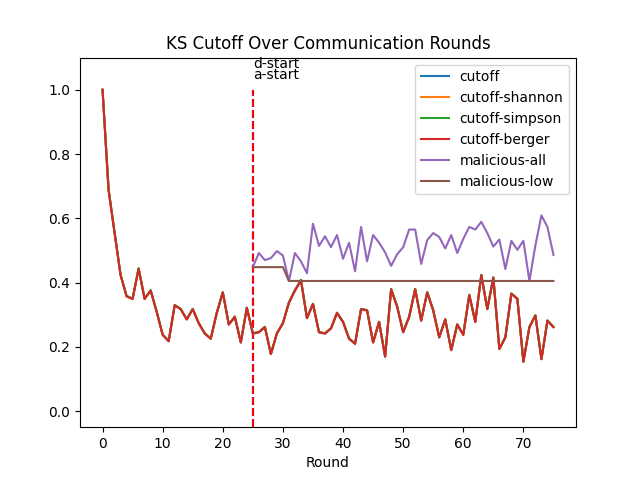 KS Cutoff Over Communication Rounds
d-start
a-start
cutoff
cutoff-shannon
cutoff-simpson
cutoff-berger
malicious-all
malicious-low
1.0
0.8
0.6
0.4
0.2
0.0
0 10 20 30 40 50 60 70
Round